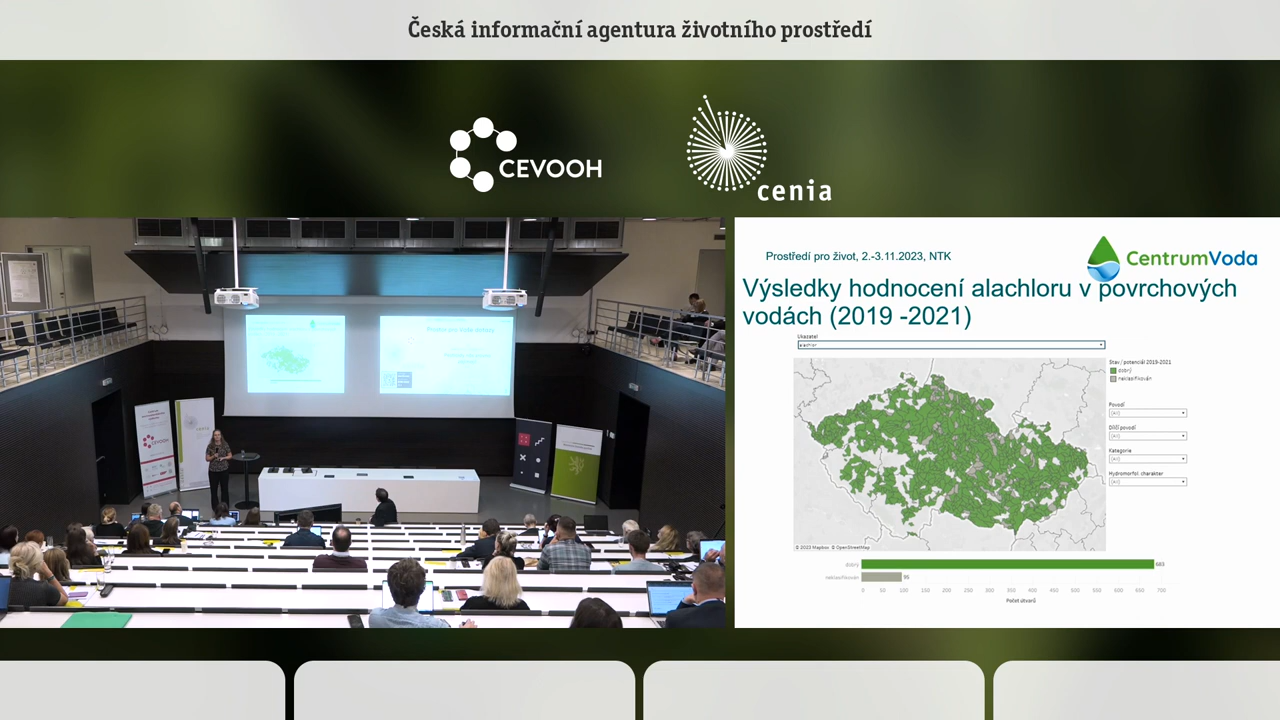 Česká informační agentura životního prostředí
CEVOOH
cenia
Prostředí pro život, 2.-3.11.2023, NTK
CentrumVoda
Výsledky hodnocení alachloru v povrchových
vodách (2019 -2021)
Ukazatel
alachlor
Stav / potenciál 2019-2021
dobrý
neklasifikován
Povodí
(All)
Dílčí povodí
(All)
Kategorie
(All)
Hydromorfol. charakter
(All)
© 2023 Mapbox © OpenStreetMap
dobrý
683
neklasifikován
95
0 50 100 150 200 250 300 350 400 450 500 550 600 650 700
Počet útvarů
CEVOOH